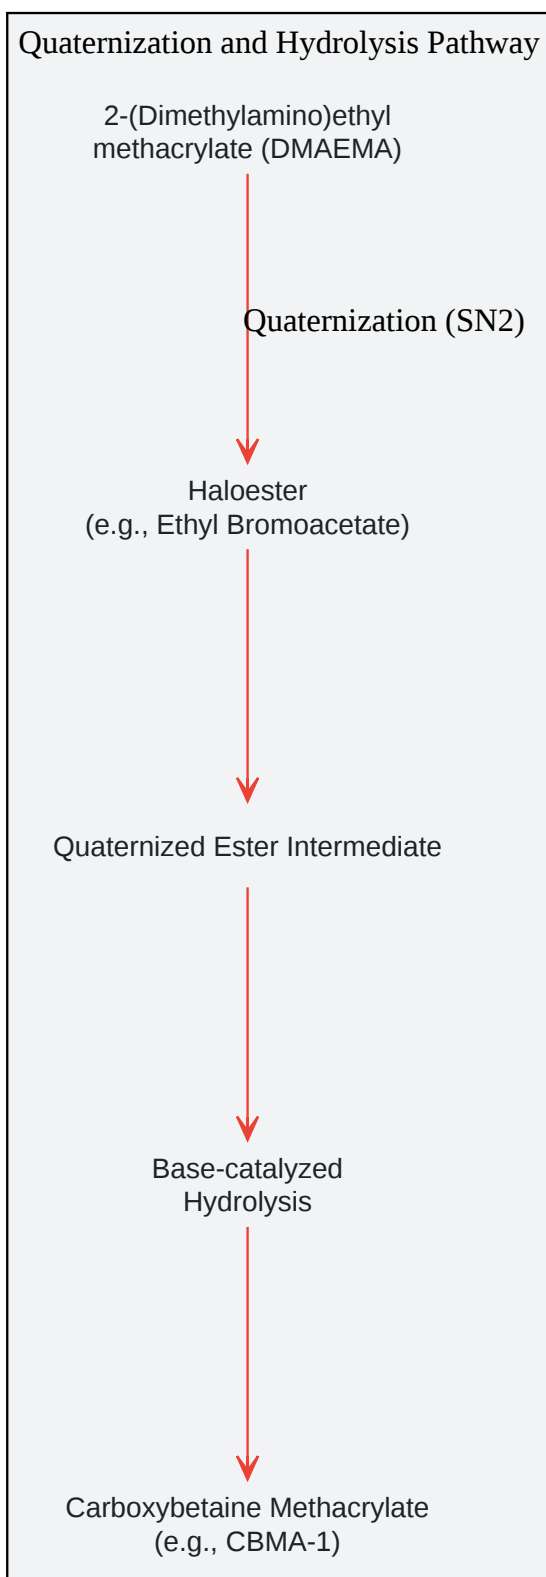 Quaternization and Hydrolysis Pathway
2-(Dimethylamino)ethyl
methacrylate (DMAEMA)
Quaternization (SN2)
Haloester
(e.g., Ethyl Bromoacetate)
Quaternized Ester Intermediate
Base-catalyzed
Hydrolysis
Carboxybetaine Methacrylate
(e.g., CBMA-1)